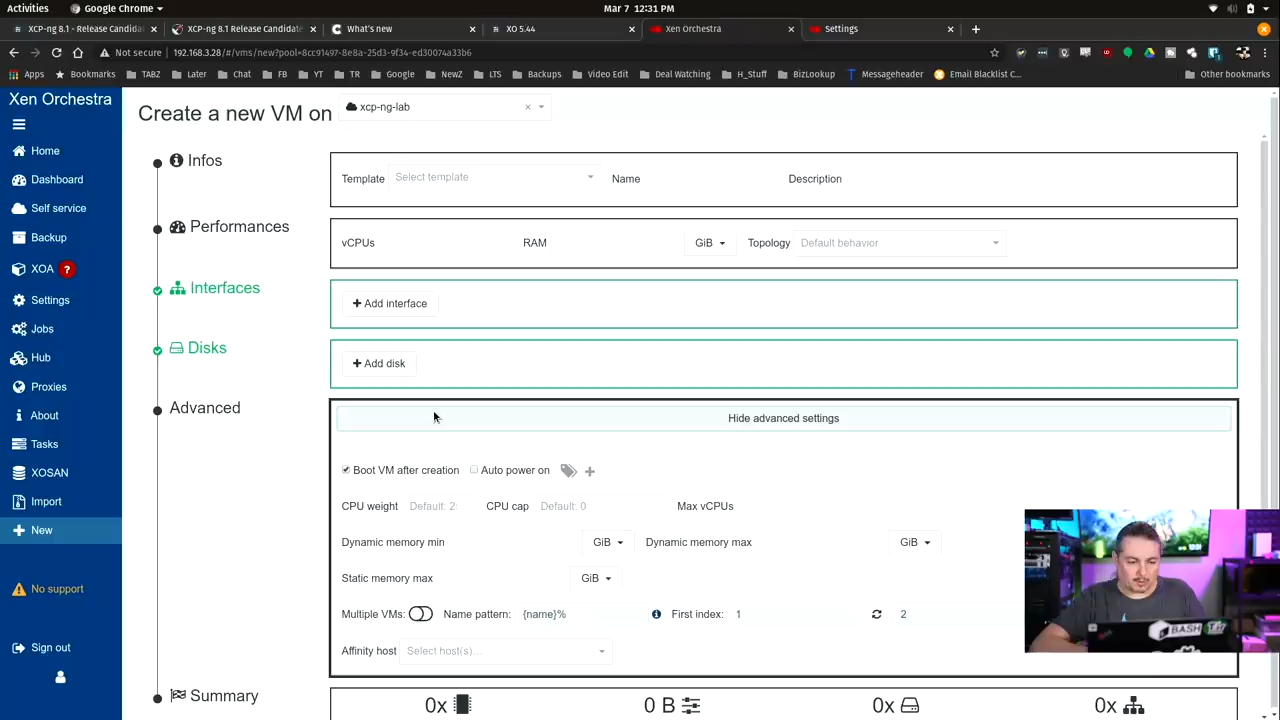 Activities
Google Chrome
Mar 7 12:31 PM
XCP-ng 8.1 - Release Candidat
XCP-ng 8.1 Release Candidate
What's new
XO 5.44
Xen Orchestra
Settings
Not secure
192.168.3.28/#/vms/new?pool=8cc91497-8e8a-25d3-9f34-ed30074a33b6
Apps
Bookmarks
TABZ
Later
Chat
FB
YT
TR
Google
NewZ
LTS
Backups
Video Edit
Deal Watching
H_Stuff
BizLookup
Messageheader
Email Blacklist C...
Other bookmarks
Xen Orchestra
Home
Dashboard
Self service
Backup
XOA ?
Settings
Jobs
Hub
Proxies
About
Tasks
XOSAN
Import
New
No support
Sign out
Create a new VM on xcp-ng-lab
Infos
Template Select template Name Description
Performances
vCPUs RAM GiB Topology Default behavior
Interfaces
Add interface
Disks
Add disk
Advanced
Hide advanced settings
Boot VM after creation Auto power on
CPU weight Default: 2 CPU cap Default: 0 Max vCPUs
Dynamic memory min GiB Dynamic memory max GiB
Static memory max GiB
Multiple VMs: Name pattern: {name}% First index: 1 2
Affinity host Select host(s)...
Summary
0x 0 B 0x 0x
BASH